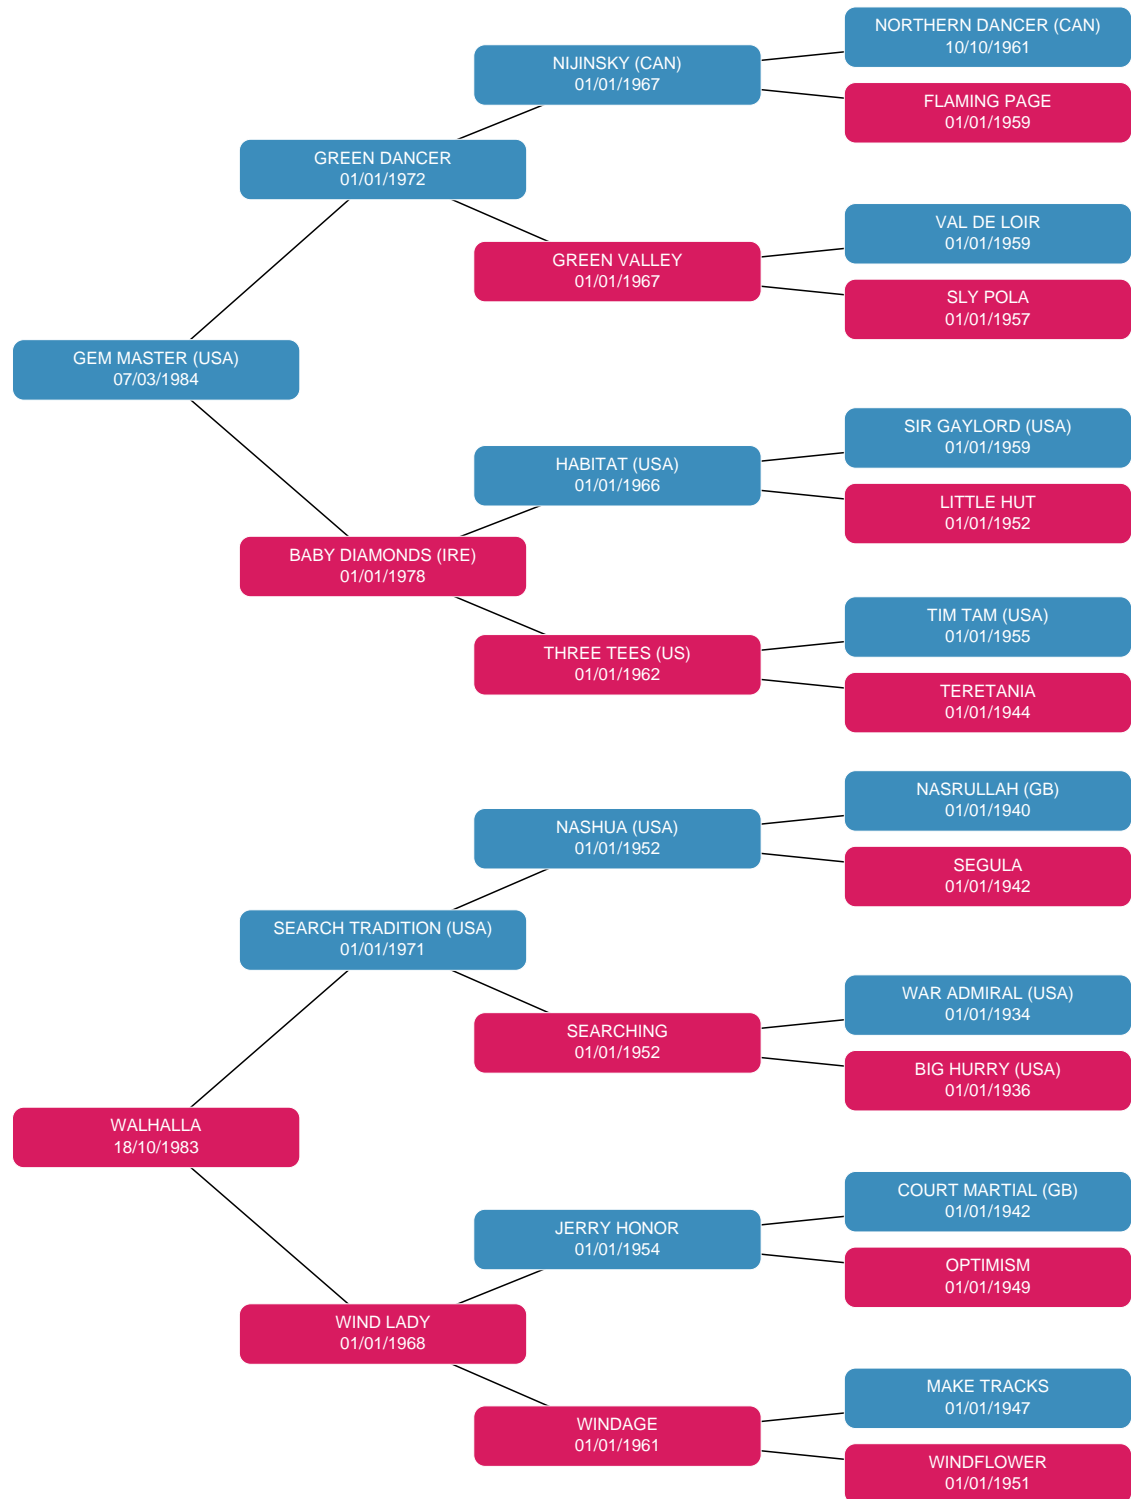 NORTHERN DANCER (CAN)
10/10/1961
NIJINSKY (CAN)
01/01/1967
FLAMING PAGE
01/01/1959
GREEN DANCER
01/01/1972
VAL DE LOIR
01/01/1959
GREEN VALLEY
01/01/1967
SLY POLA
01/01/1957
GEM MASTER (USA)
07/03/1984
SIR GAYLORD (USA)
01/01/1959
HABITAT (USA)
01/01/1966
LITTLE HUT
01/01/1952
BABY DIAMONDS (IRE)
01/01/1978
TIM TAM (USA)
01/01/1955
THREE TEES (US)
01/01/1962
TERETANIA
01/01/1944
NASRULLAH (GB)
01/01/1940
NASHUA (USA)
01/01/1952
SEGULA
01/01/1942
SEARCH TRADITION (USA)
01/01/1971
WAR ADMIRAL (USA)
01/01/1934
SEARCHING
01/01/1952
BIG HURRY (USA)
01/01/1936
WALHALLA
18/10/1983
COURT MARTIAL (GB)
01/01/1942
JERRY HONOR
01/01/1954
OPTIMISM
01/01/1949
WIND LADY
01/01/1968
MAKE TRACKS
01/01/1947
WINDAGE
01/01/1961
WINDFLOWER
01/01/1951